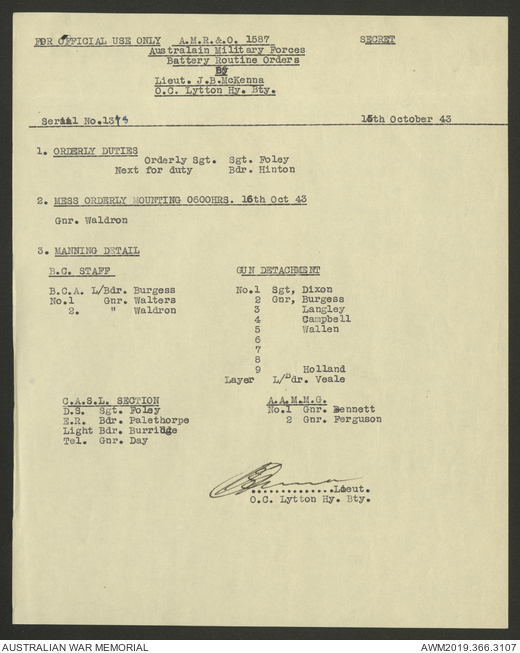 FOR OFFICIAL USE ONLY A.M.R.&O. 1587 SECRET
Australain Military Forces
Battery Routine Orders
By
Lieut. J.B.McKenna
O.C. Lytton Hy. Bty.
Serial No.13 15th October 43
1. ORDERLY DUTIES
Orderly Sgt. Sgt. Foley
Next for duty Bdr. Hinton
2. MESS ORDERLY MOUNTING 0600HRS. 16th Oct 43
Gnr. Waldron
3. MANNING DETAIL
B.C. STAFF GUN DETACHMENT
B.C.A. L/Bdr. Burgess No.1 Sgt, Dixon
No.1 Gnr. Walters 2 Gnr, Burgess
2. " Waldron 3 Langley
4 Campbell
5 Wallen
6
7
8
9 Holland
Layer L/Bdr. Veale
C.A.S.L. SECTION A.A.M.M.G.
D.S. Sgt. Foley No.1 Gnr. Bennett
E.R. Bdr. Palethorpe 2 Gnr. Ferguson
Light Bdr. Burridge
Tel. Gnr. Day
..............Lieut.
O.C. Lytton Hy. Bty.
AUSTRALIAN WAR MEMORIAL AWM2019.366.3107